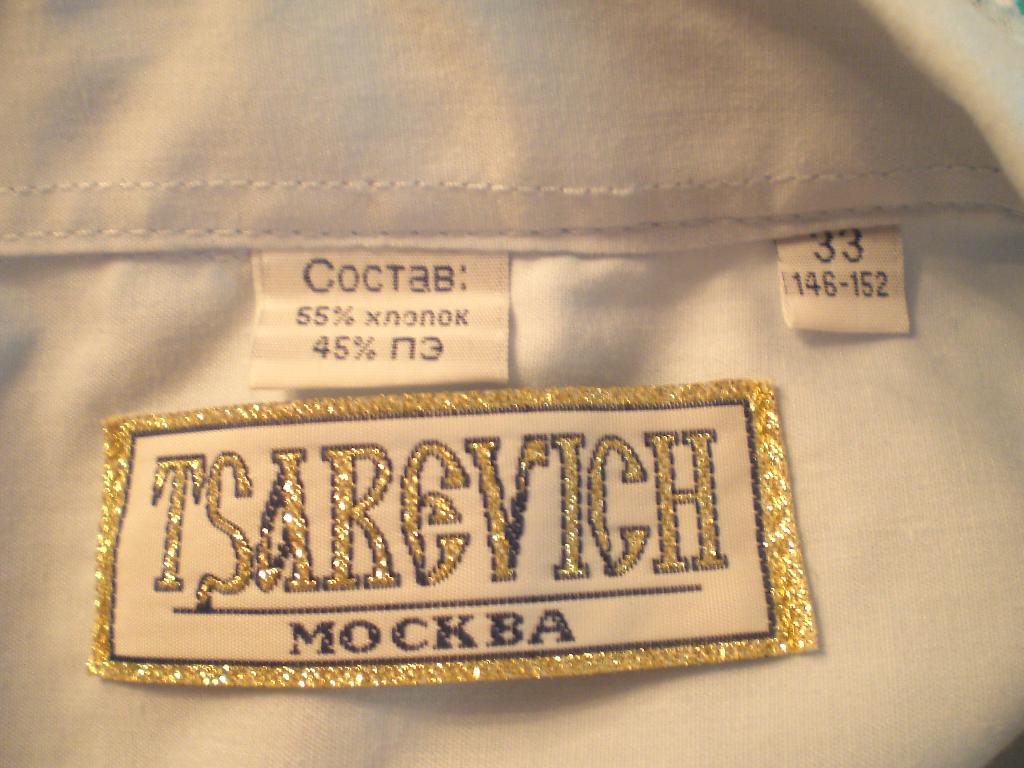 Состав:
55% хлопок
45% ПЭ
33
146-152
TSAREVICH
МОСКВА